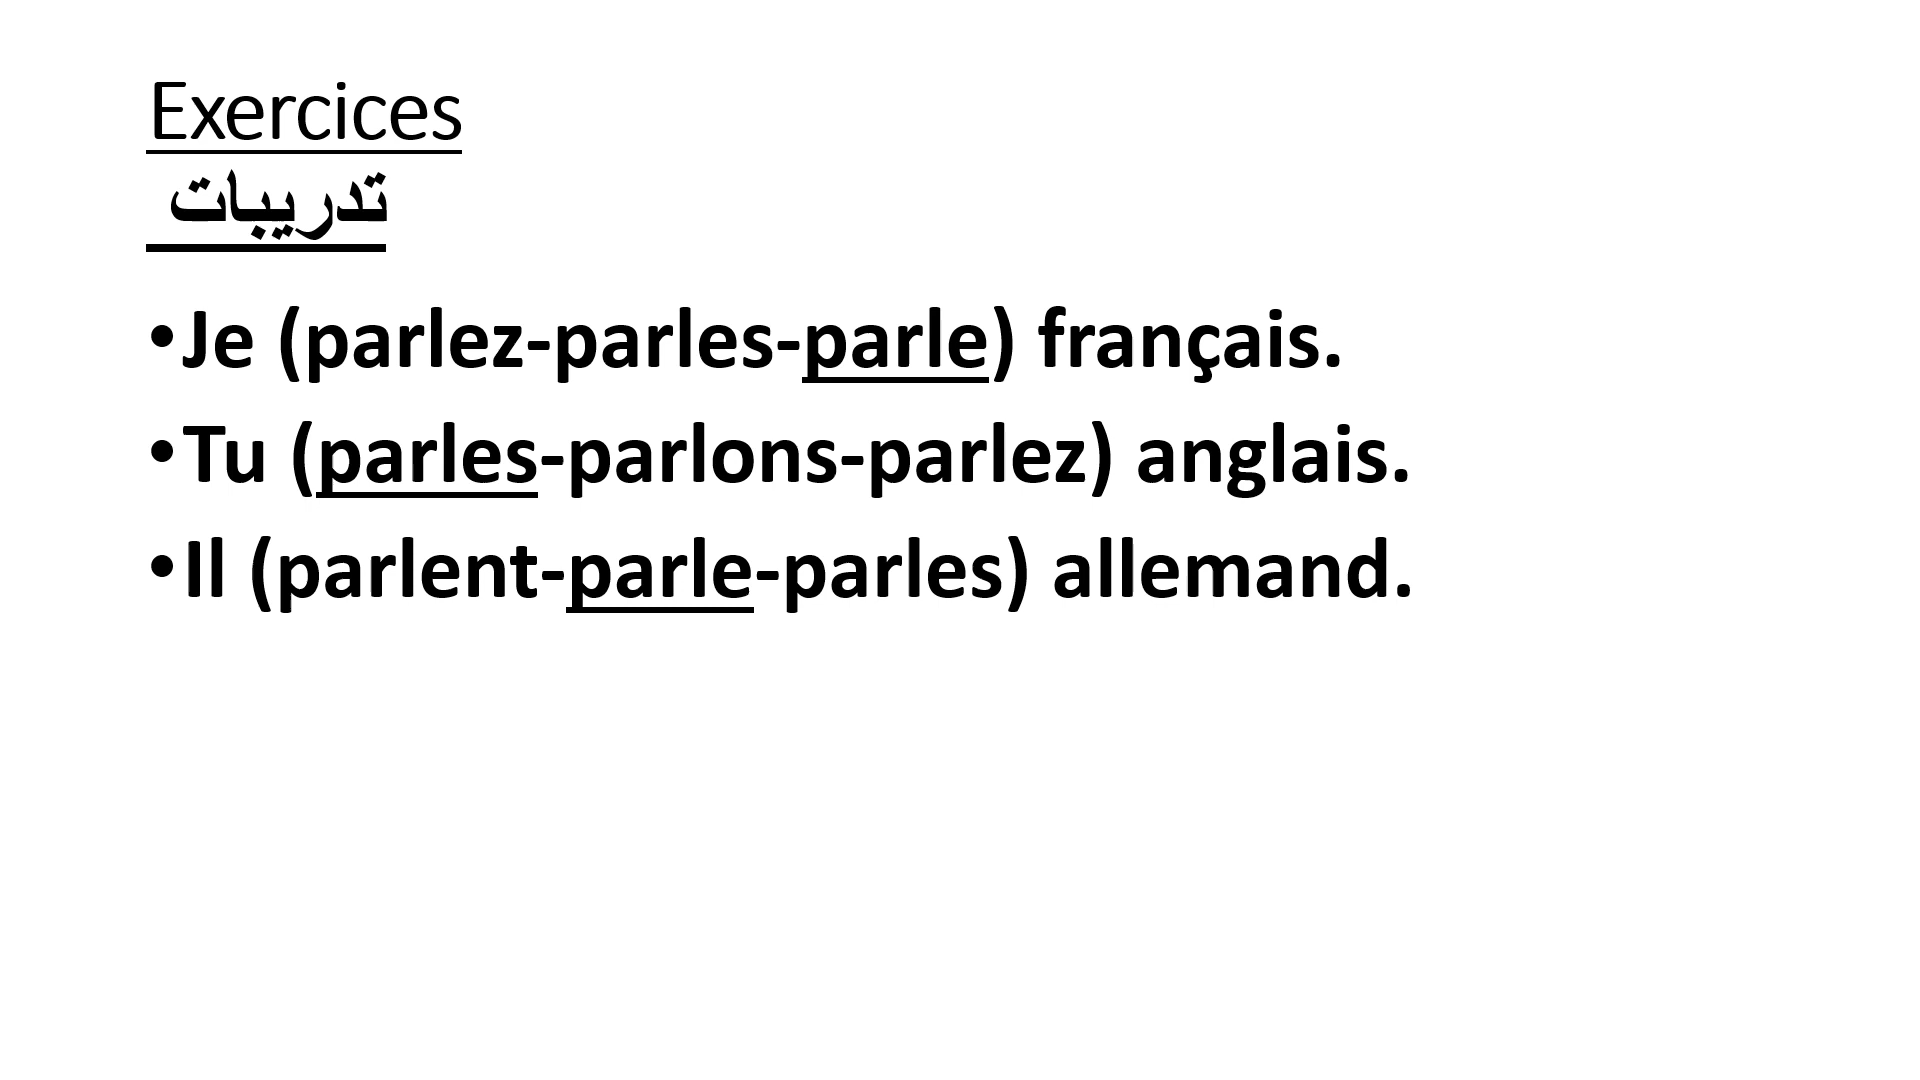 Exercices
تدريبات
•Je (parlez-parles-parle) français.
•Tu (parles-parlons-parlez) anglais.
•Il (parlent-parle-parles) allemand.